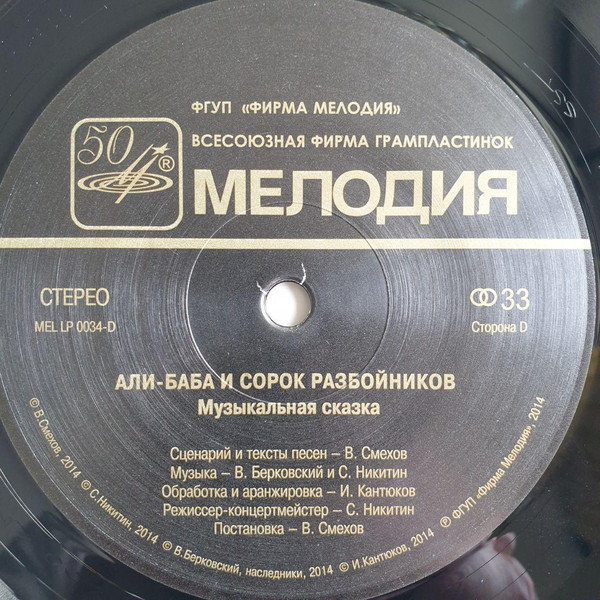 ФГУП «ФИРМА МЕЛОДИЯ»
ВСЕСОЮЗНАЯ ФИРМА ГРАМПЛАСТИНОК
50
®
МЕЛОДИЯ
СТЕРЕО
33
MEL LP 0034-D
Сторона D
АЛИ-БАБА И СОРОК РАЗБОЙНИКОВ
Музыкальная сказка
Сценарий и тексты песен – В. Смехов
Музыка – В. Берковский и С. Никитин
Обработка и аранжировка – И. Кантюков
Режиссер-концертмейстер – С. Никитин
Постановка – В. Смехов
© В.Смехов, 2014 © С.Никитин, 2014 © В.Берковский, наследники, 2014 © И.Кантюков, 2014 ℗ ФГУП «Фирма Мелодия», 2014